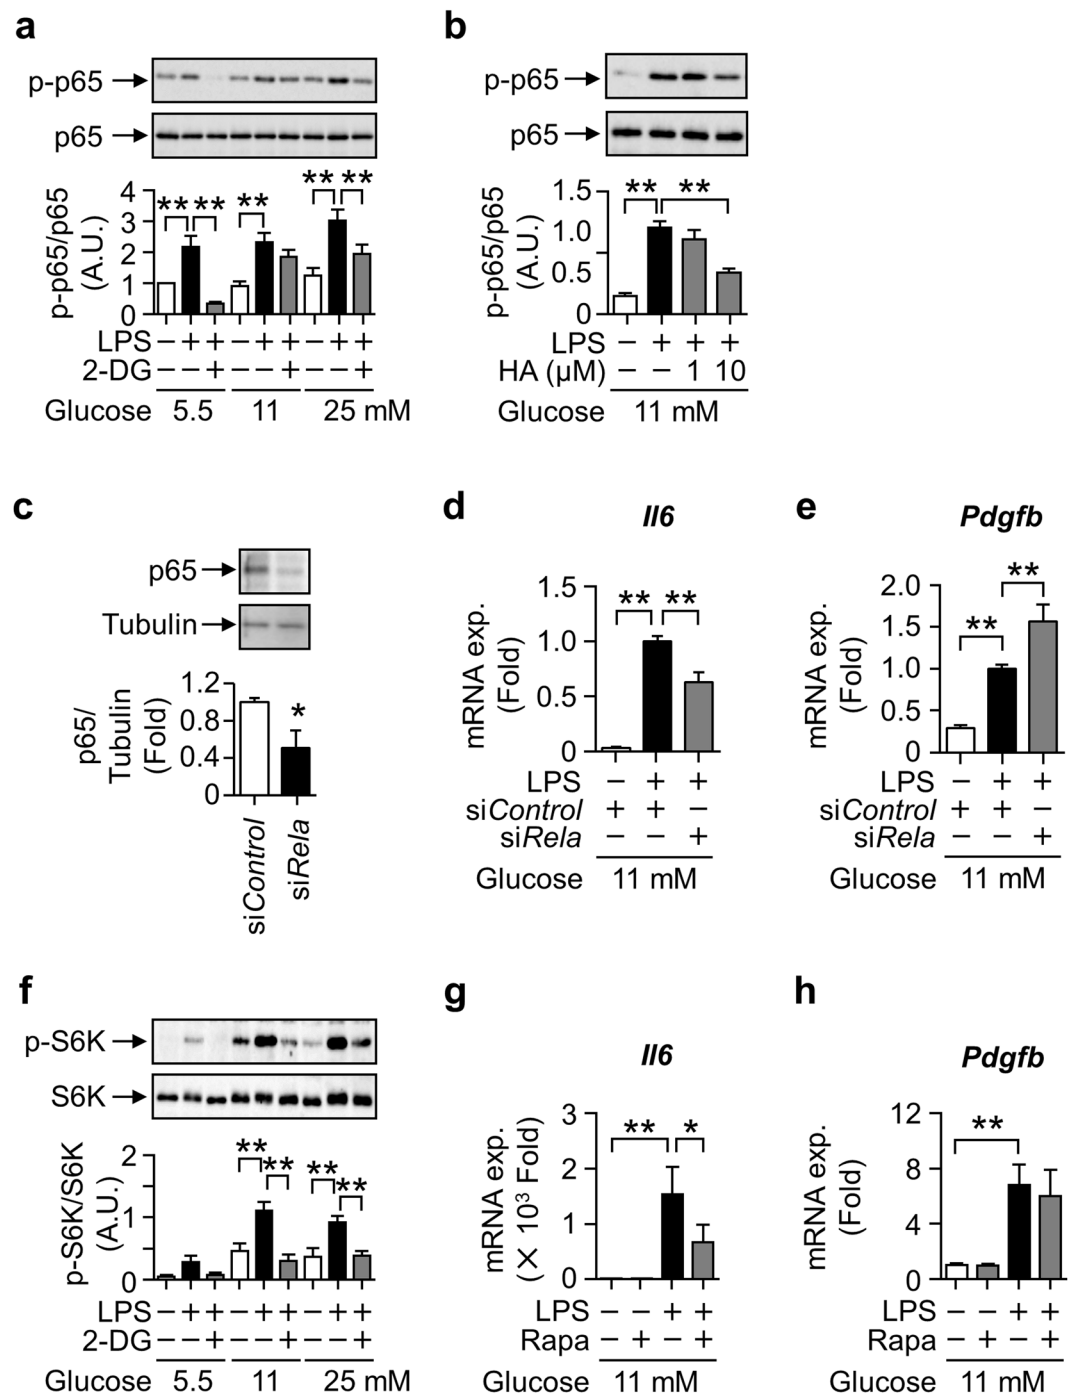 a
p-p65
p65
p-p65/p65
(A.U.)
4
3
2
1
0
** ** ** ** **
LPS − + + − + + − + +
2-DG − − + − − + − − +
Glucose 5.5 11 25 mM
b
p-p65
p65
p-p65/p65
(A.U.)
1.5
1.0
0.5
0
** **
LPS − + + +
HA (μM) − − 1 10
Glucose 11 mM
c
p65
Tubulin
p65/
Tubulin
(Fold)
1.2
0.8
0.4
0
*
siControl
siRela
d
Il6
mRNA exp.
(Fold)
1.5
1.0
0.5
0
** **
LPS − + +
siControl + + −
siRela − − +
Glucose 11 mM
e
Pdgfb
mRNA exp.
(Fold)
2.0
1.5
1.0
0.5
0
** **
LPS − + +
siControl + + −
siRela − − +
Glucose 11 mM
f
p-S6K
S6K
p-S6K/S6K
(A.U.)
2
1
0
** ** ** **
LPS − + + − + + − + +
2-DG − − + − − + − − +
Glucose 5.5 11 25 mM
g
Il6
mRNA exp.
(× 10³ Fold)
3
2
1
0
** *
LPS − − + +
Rapa − + − +
Glucose 11 mM
h
Pdgfb
mRNA exp.
(Fold)
12
8
4
0
**
LPS − − + +
Rapa − + − +
Glucose 11 mM